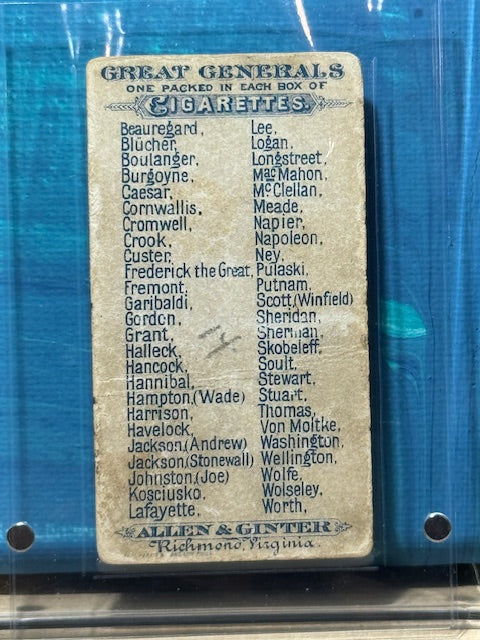 GREAT GENERALS
ONE PACKED IN EACH BOX OF
CIGARETTES.
Beauregard, Lee,
Blücher, Logan,
Boulanger, Longstreet,
Burgoyne, MacMahon,
Caesar, McClellan,
Cornwallis, Meade,
Cromwell, Napier,
Crook, Napoleon,
Custer, Ney,
Frederick the Great, Pulaski,
Fremont, Putnam,
Garibaldi, Scott, (Winfield)
Gordon, Sheridan,
Grant, Sherman,
Halleck, Skobeleff,
Hancock, Soult,
Hannibal, Stewart,
Hampton, (Wade) Stuart,
Harrison, Thomas,
Havelock, Von Moltke,
Jackson, (Andrew) Washington,
Jackson, (Stonewall) Wellington,
Johnston, (Joe) Wolfe,
Kosciusko, Wolseley,
Lafayette, Worth,
14
ALLEN & GINTER
Richmond, Virginia.